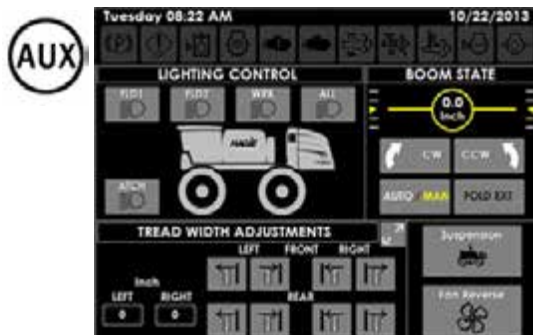 AUX
Tuesday 08:22 AM 10/22/2013
(P)
LIGHTING CONTROL
BOOM STATE
FLD1 FLD2 WRK ALL
0.0
Inch
HAGIE
CW CCW
ATCH
AUTO / MAN FOLD EXT
TREAD WIDTH ADJUSTMENTS
LEFT FRONT RIGHT
Suspension
Inch
LEFT RIGHT
REAR
0 0
Fan Reverse